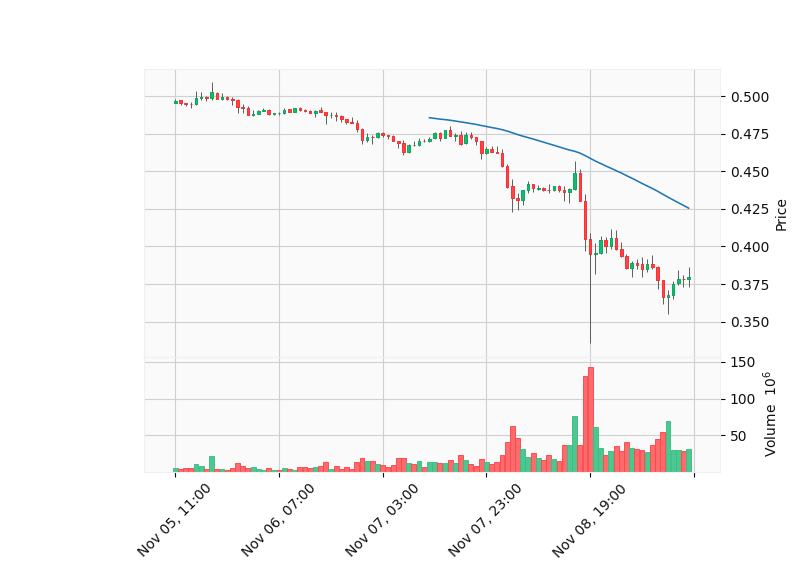 0.500
0.475
0.450
0.425
0.400
0.375
0.350
Price
150
100
50
Volume 10^6
Nov 05, 11:00
Nov 06, 07:00
Nov 07, 03:00
Nov 07, 23:00
Nov 08, 19:00